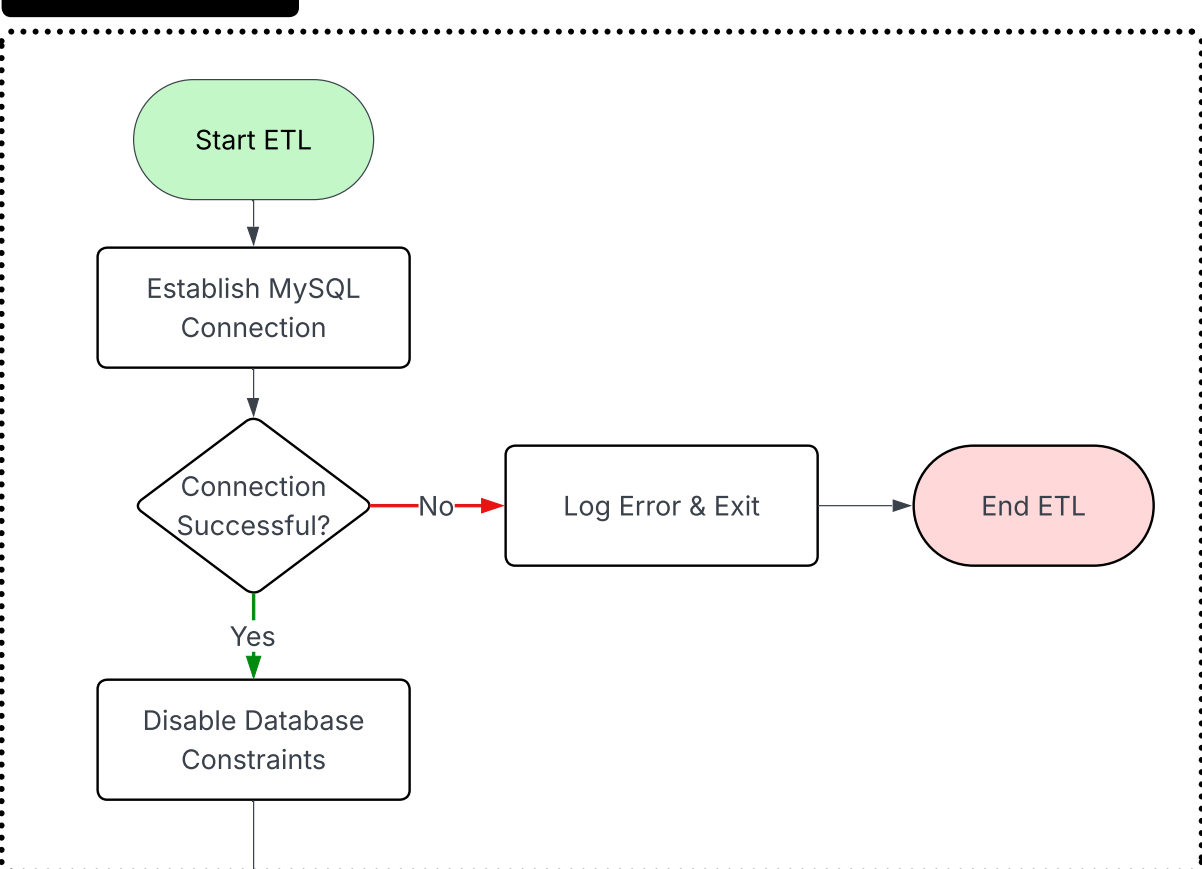 Start ETL
Establish MySQL
Connection
Connection
Successful?
No
Log Error & Exit
End ETL
Yes
Disable Database
Constraints